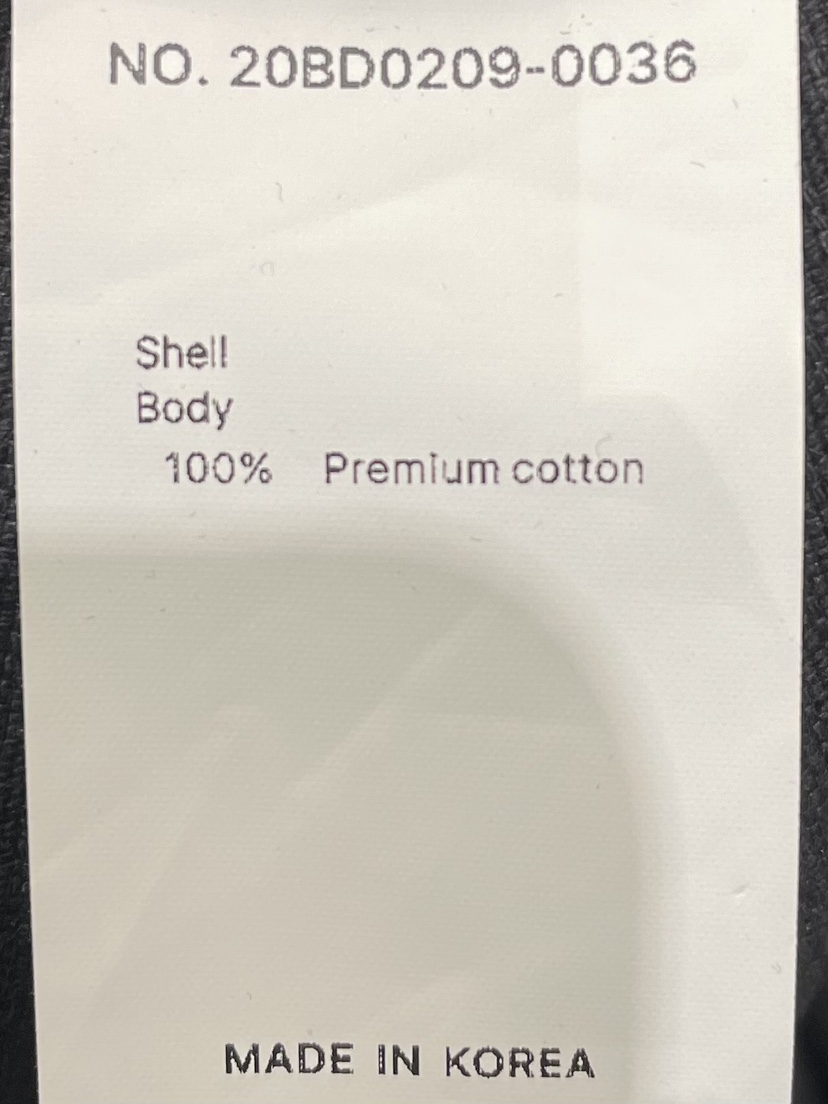 NO. 20BD0209-0036
Shell
Body
100% Premium cotton
MADE IN KOREA